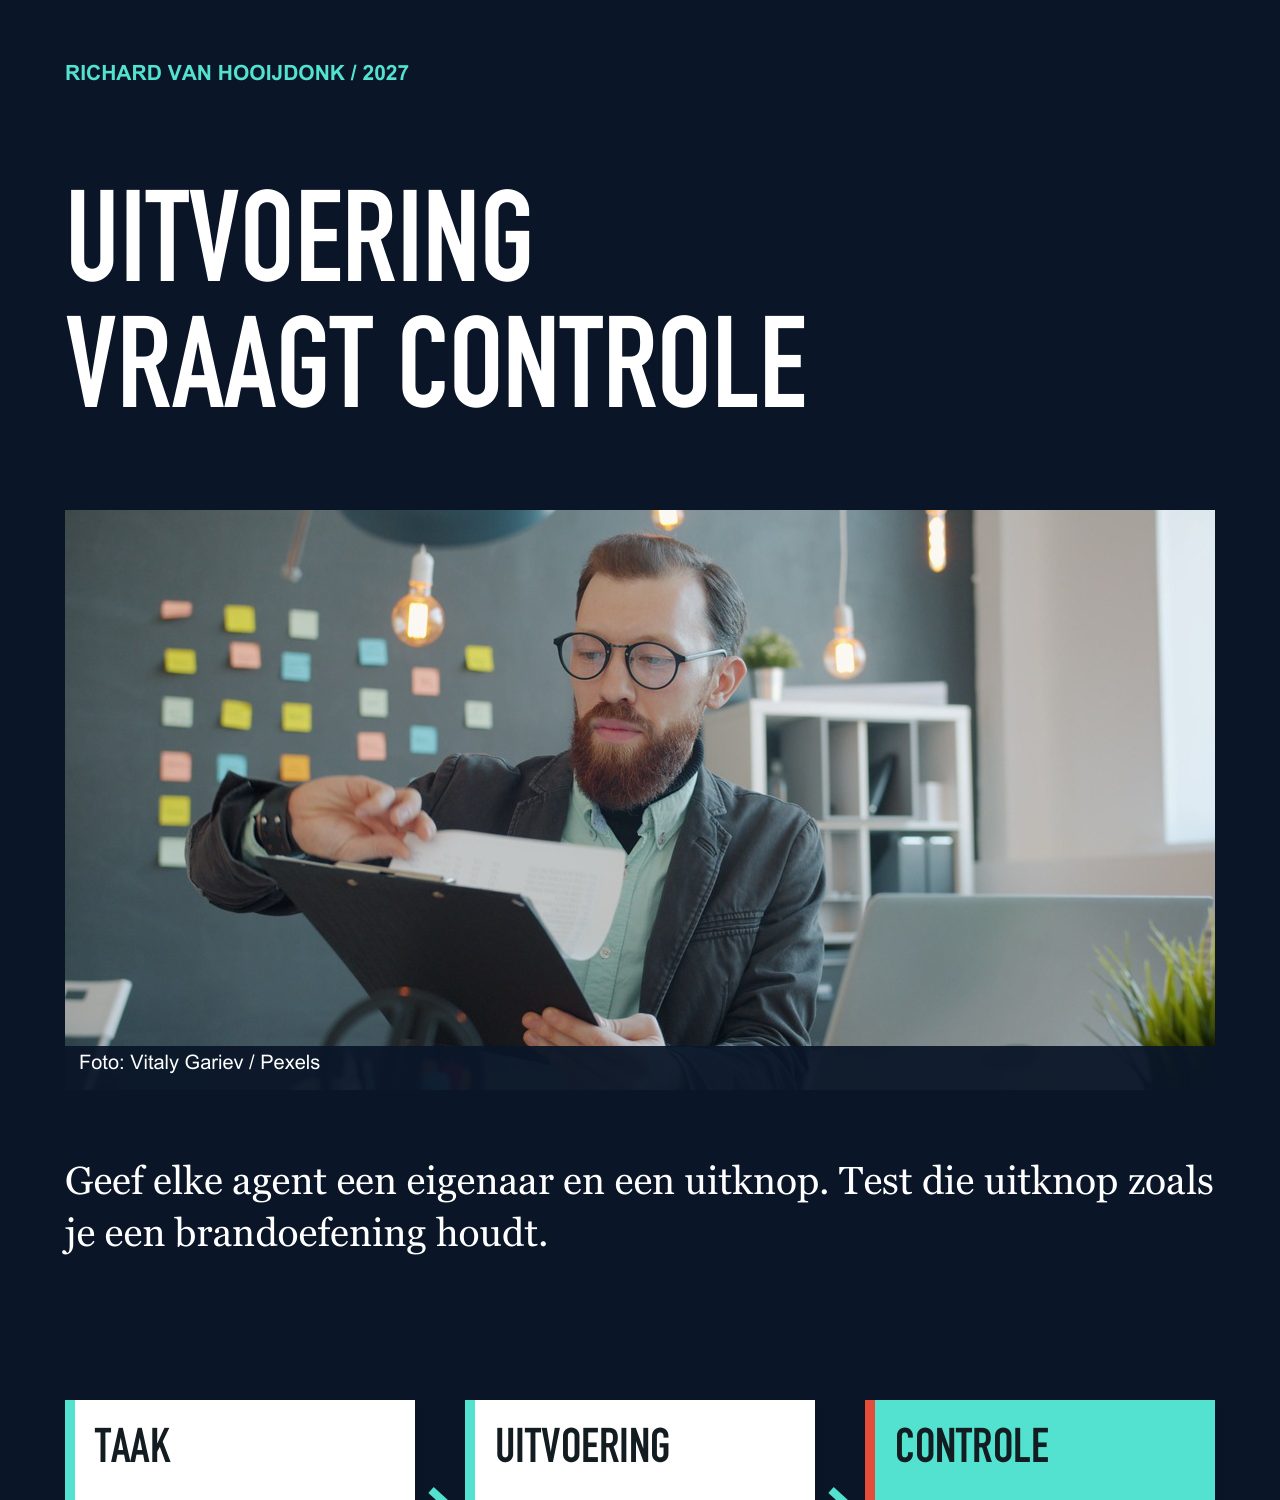 RICHARD VAN HOOIJDONK / 2027
UITVOERING
VRAAGT CONTROLE
Foto: Vitaly Gariev / Pexels
Geef elke agent een eigenaar en een uitknop. Test die uitknop zoals
je een brandoefening houdt.
TAAK
UITVOERING
CONTROLE